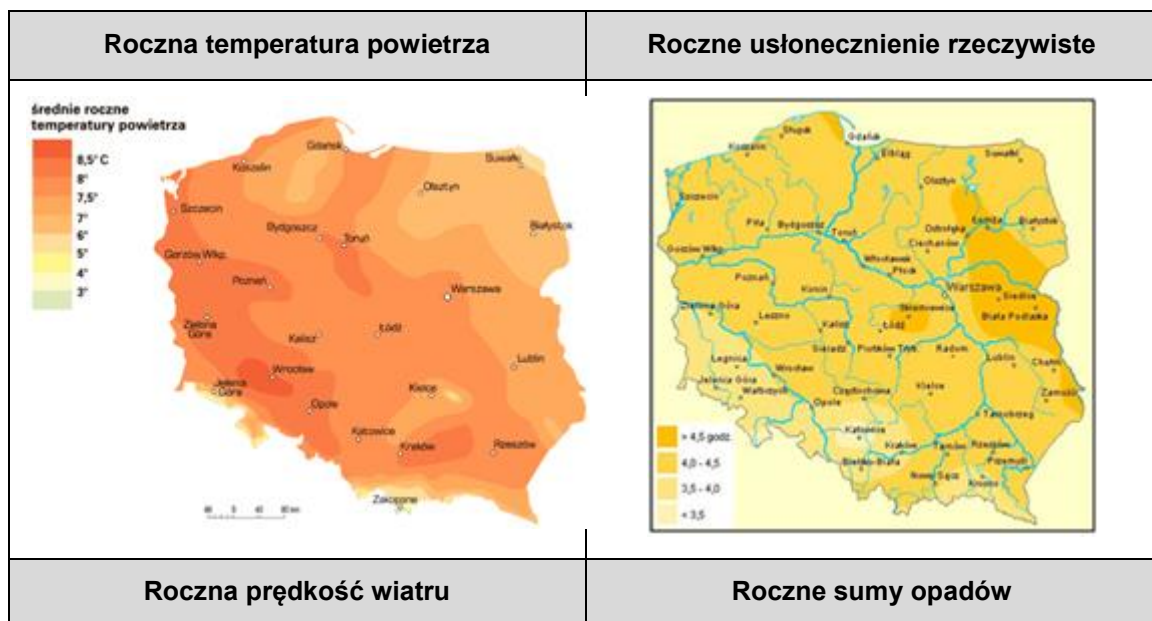 Roczna temperatura powietrza
Roczne usłonecznienie rzeczywiste
średnie roczne
temperatury powietrza
8,5° C
8°
7,5°
7°
6°
5°
4°
3°
Koszalin
Gdańsk
Suwałki
Olsztyn
Szczecin
Białystok
Bydgoszcz
Toruń
Gorzów Wlkp.
Poznań
Warszawa
Zielona
Góra
Kalisz
Łódź
Lublin
Wrocław
Jelenia
Góra
Kielce
Opole
Katowice
Kraków
Rzeszów
Zakopane
Słupsk
Gdańsk
Koszalin
Elbląg
Suwałki
Olsztyn
Szczecin
Łomża
Białystok
Piła
Bydgoszcz
Ostrołęka
Toruń
Ciechanów
Gorzów Wlkp.
Włocławek
Płock
Poznań
Konin
Warszawa
Siedlce
Zielona Góra
Skierniewice
Biała Podlaska
Leszno
Kalisz
Łódź
Sieradz
Piotrków Tryb.
Radom
Legnica
Lublin
Chełm
Wrocław
Jelenia Góra
Wałbrzych
Częstochowa
Kielce
Zamość
Opole
Tarnobrzeg
Katowice
> 4,5 godz.
Kraków
Tarnów
Rzeszów
4,0 - 4,5
Bielsko-Biała
Przemyśl
3,5 - 4,0
Nowy Sącz
Krosno
< 3,5
Roczna prędkość wiatru
Roczne sumy opadów